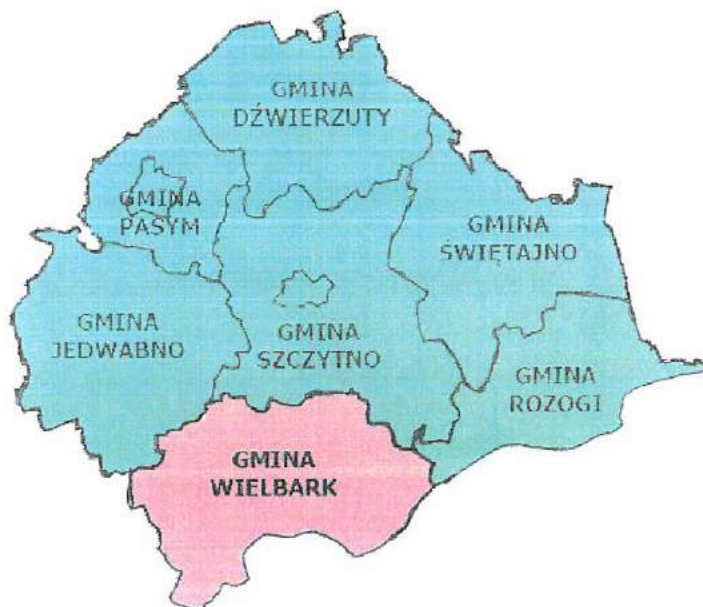 GMINA
DŹWIERZUTY
GMINA
PASYM
GMINA
ŚWIĘTAJNO
GMINA
JEDWABNO
GMINA
SZCZYTNO
GMINA
ROZOGI
GMINA
WIELBARK